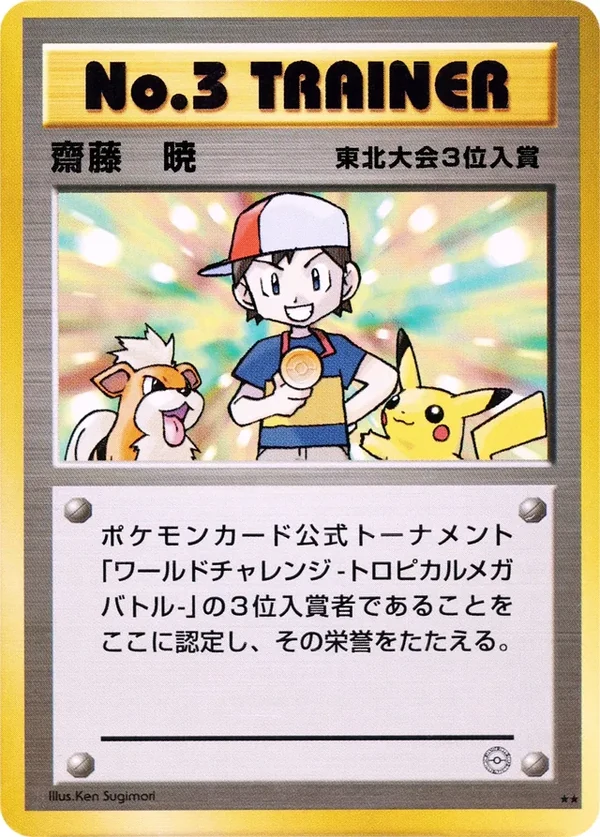 No.3 TRAINER
齋藤　暁
東北大会3位入賞
ポケモンカード公式トーナメント
「ワールドチャレンジ-トロピカルメガ
バトル-」の3位入賞者であることを
ここに認定し、その栄誉をたたえる。
Illus.Ken Sugimori
★★